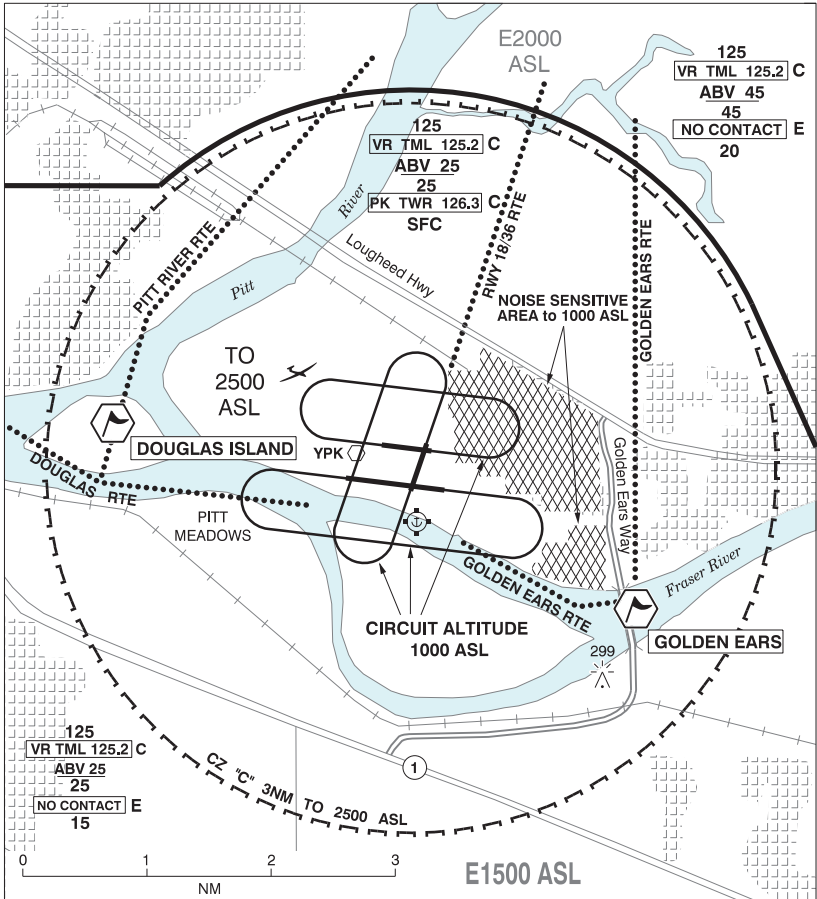 E2000
ASL
125
VR TML 125.2 C
ABV 45
45
NO CONTACT E
20
125
VR TML 125.2 C
ABV 25
25
PK TWR 126.3 C
SFC
River
Pitt
PITT RIVER RTE
Lougheed Hwy
RWY 18/36 RTE
NOISE SENSITIVE
AREA to 1000 ASL
GOLDEN EARS RTE
TO
2500
ASL
DOUGLAS ISLAND
YPK
DOUGLAS RTE
PITT
MEADOWS
Golden Ears Way
GOLDEN EARS RTE
Fraser River
CIRCUIT ALTITUDE
1000 ASL
GOLDEN EARS
299
125
VR TML 125.2 C
ABV 25
25
NO CONTACT E
15
CZ "C" 3NM TO 2500 ASL
1
0 1 2 3
NM
E1500 ASL